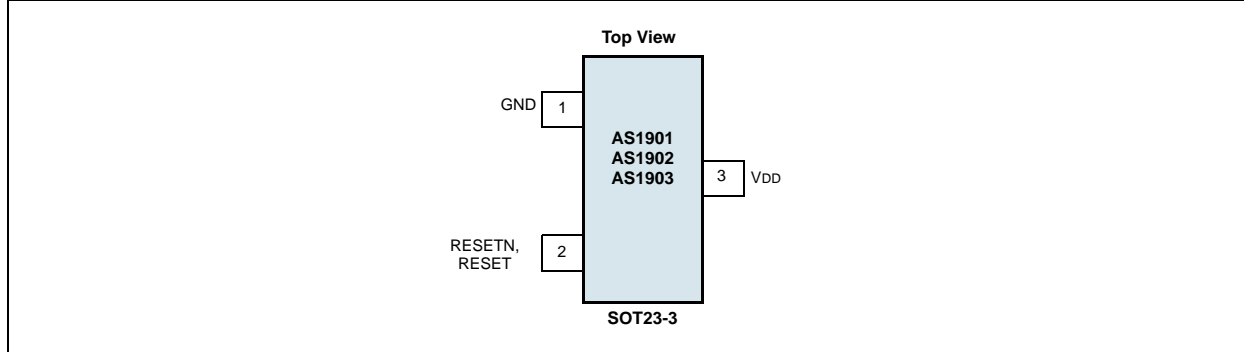 Top View
GND
1
AS1901
AS1902
AS1903
3
VDD
RESETN,
RESET
2
SOT23-3